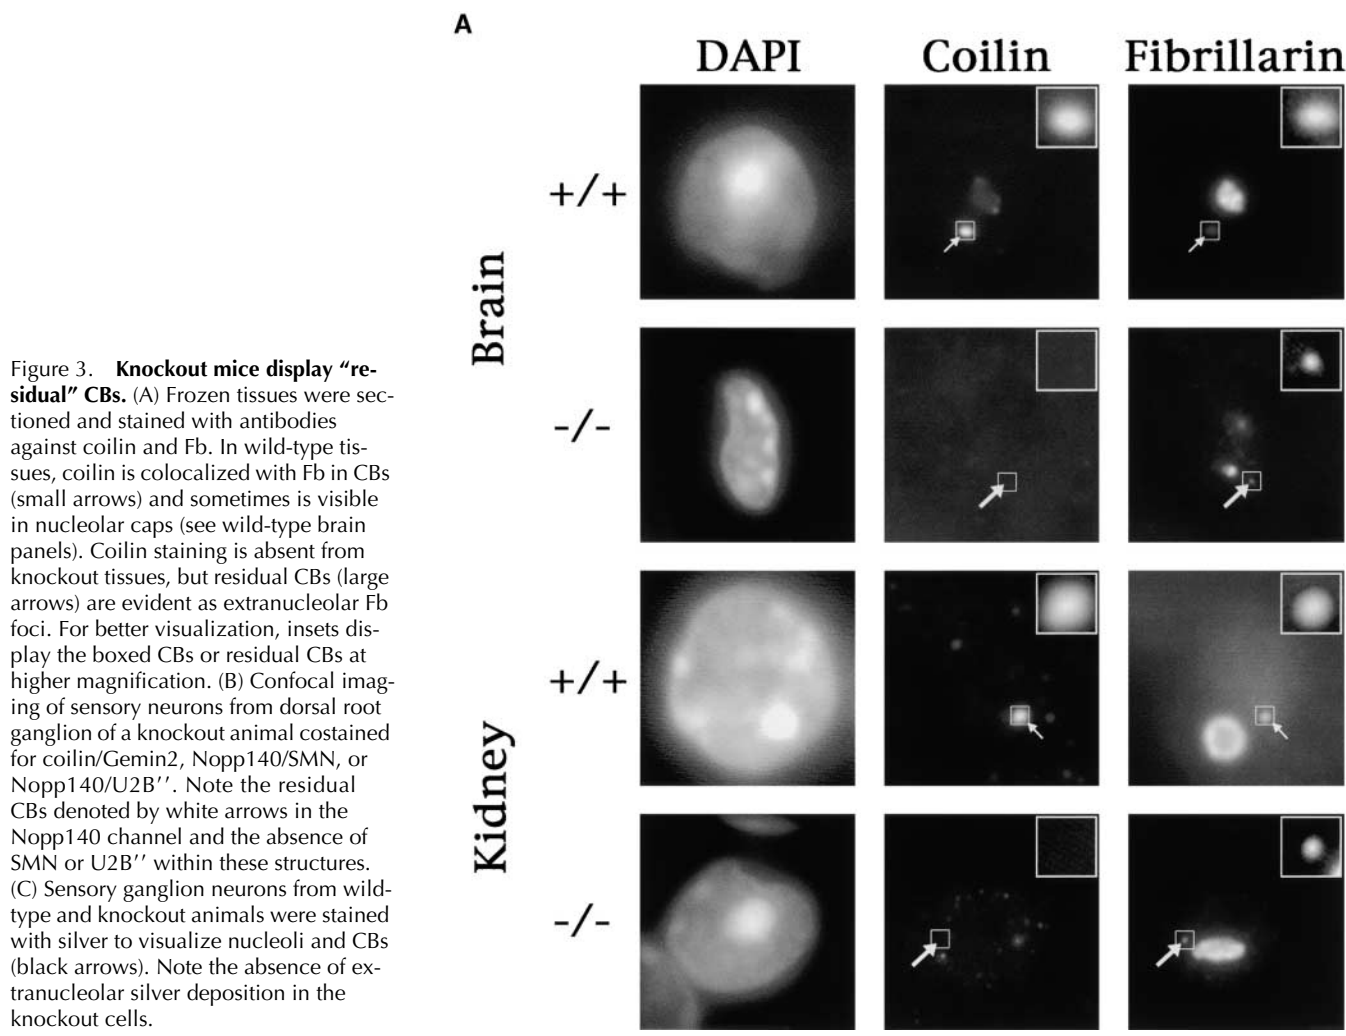 A
DAPI
Coilin
Fibrillarin
Brain
+/+
-/-
Kidney
+/+
-/-
Figure 3. Knockout mice display “re-
sidual” CBs. (A) Frozen tissues were sec-
tioned and stained with antibodies
against coilin and Fb. In wild-type tis-
sues, coilin is colocalized with Fb in CBs
(small arrows) and sometimes is visible
in nucleolar caps (see wild-type brain
panels). Coilin staining is absent from
knockout tissues, but residual CBs (large
arrows) are evident as extranucleolar Fb
foci. For better visualization, insets dis-
play the boxed CBs or residual CBs at
higher magnification. (B) Confocal imag-
ing of sensory neurons from dorsal root
ganglion of a knockout animal costained
for coilin/Gemin2, Nopp140/SMN, or
Nopp140/U2B’’. Note the residual
CBs denoted by white arrows in the
Nopp140 channel and the absence of
SMN or U2B’’ within these structures.
(C) Sensory ganglion neurons from wild-
type and knockout animals were stained
with silver to visualize nucleoli and CBs
(black arrows). Note the absence of ex-
tranucleolar silver deposition in the
knockout cells.